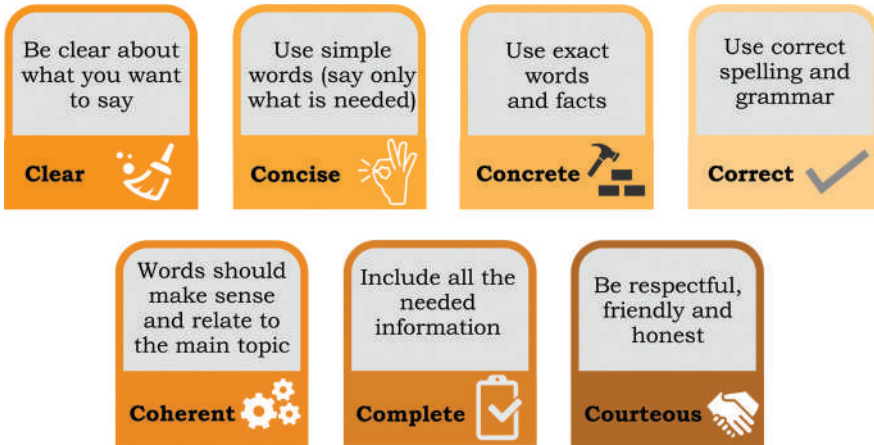 Be clear about
what you want
to say
Clear
Use simple
words (say only
what is needed)
Concise
Use exact
words
and facts
Concrete
Use correct
spelling and
grammar
Correct
Words should
make sense
and relate to
the main topic
Coherent
Include all the
needed
information
Complete
Be respectful,
friendly and
honest
Courteous